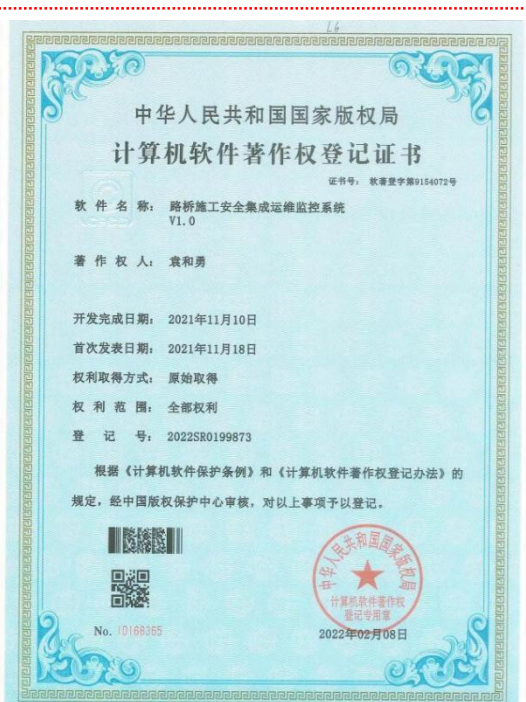 L6
中华人民共和国国家版权局
计算机软件著作权登记证书
证书号： 软著登字第9154072号
软件名称： 路桥施工安全集成运维监控系统
V1.0
著作权人： 袁和勇
开发完成日期： 2021年11月10日
首次发表日期： 2021年11月18日
权利取得方式： 原始取得
权利范围： 全部权利
登记号： 2022SR0199873
根据《计算机软件保护条例》和《计算机软件著作权登记办法》的
规定，经中国版权保护中心审核，对以上事项予以登记。
中华人民共和国国家版权局
计算机软件著作权
登记专用章
No. 10168365
2022年02月08日